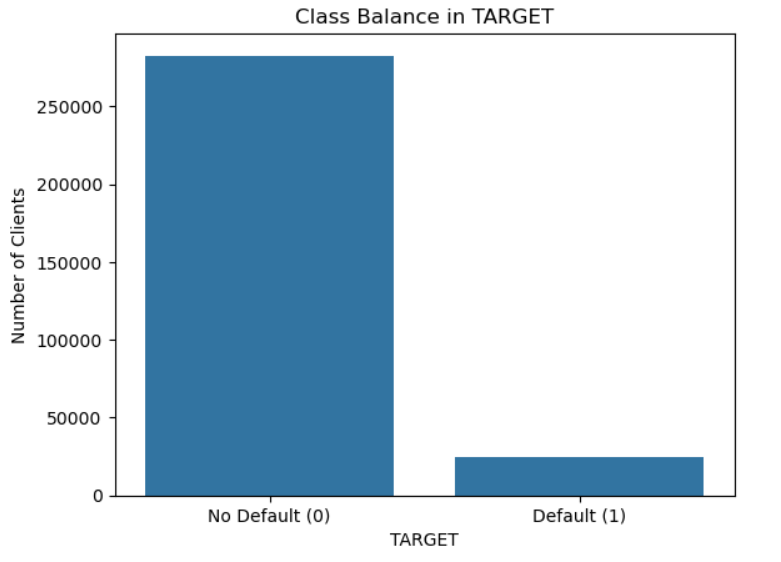 Class Balance in TARGET
Number of Clients
250000
200000
150000
100000
50000
0
No Default (0)
Default (1)
TARGET